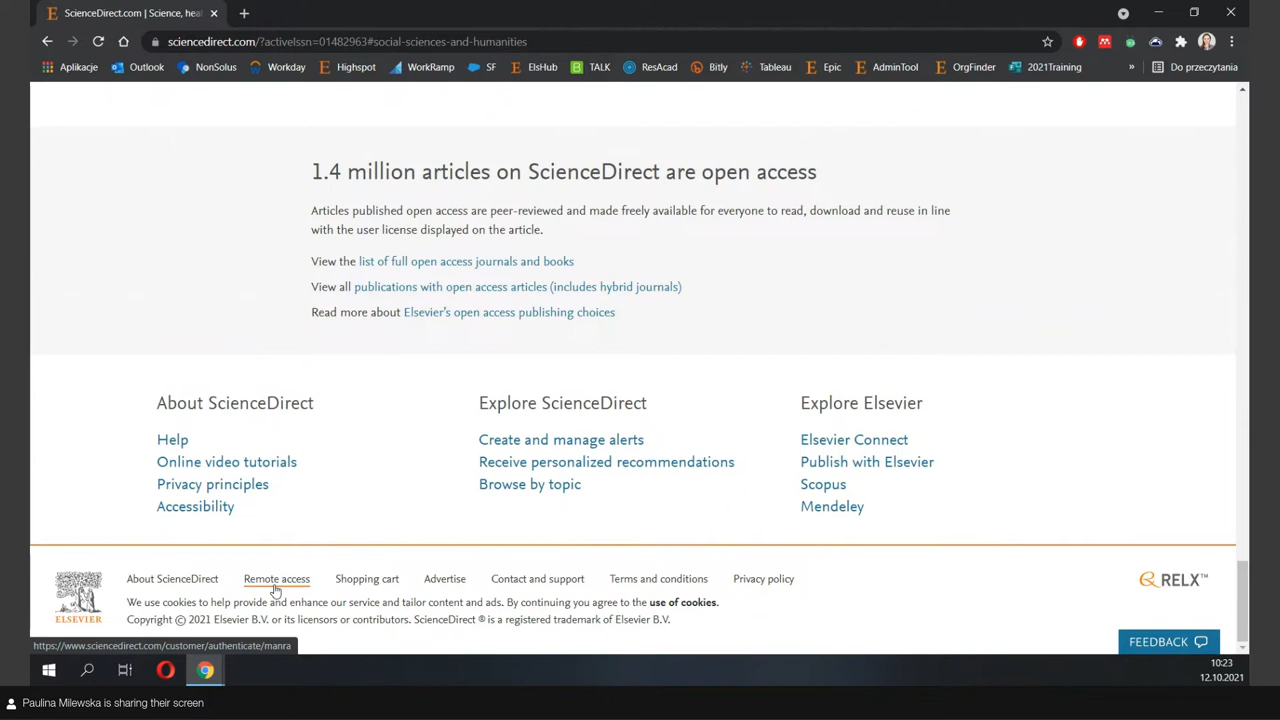 ScienceDirect.com | Science, hea
sciencedirect.com/?activeIssn=01482963#social-sciences-and-humanities
Aplikacje Outlook NonSolus Workday Highspot WorkRamp SF ElsHub TALK ResAcad Bitly Tableau Epic AdminTool OrgFinder 2021Training » Do przeczytania
1.4 million articles on ScienceDirect are open access
Articles published open access are peer-reviewed and made freely available for everyone to read, download and reuse in line
with the user license displayed on the article.
View the list of full open access journals and books
View all publications with open access articles (includes hybrid journals)
Read more about Elsevier's open access publishing choices
About ScienceDirect
Help
Online video tutorials
Privacy principles
Accessibility
Explore ScienceDirect
Create and manage alerts
Receive personalized recommendations
Browse by topic
Explore Elsevier
Elsevier Connect
Publish with Elsevier
Scopus
Mendeley
ELSEVIER
About ScienceDirect Remote access Shopping cart Advertise Contact and support Terms and conditions Privacy policy
We use cookies to help provide and enhance our service and tailor content and ads. By continuing you agree to the use of cookies.
Copyright © 2021 Elsevier B.V. or its licensors or contributors. ScienceDirect ® is a registered trademark of Elsevier B.V.
RELX™
FEEDBACK
https://www.sciencedirect.com/customer/authenticate/manra
10:23
12.10.2021
Paulina Milewska is sharing their screen